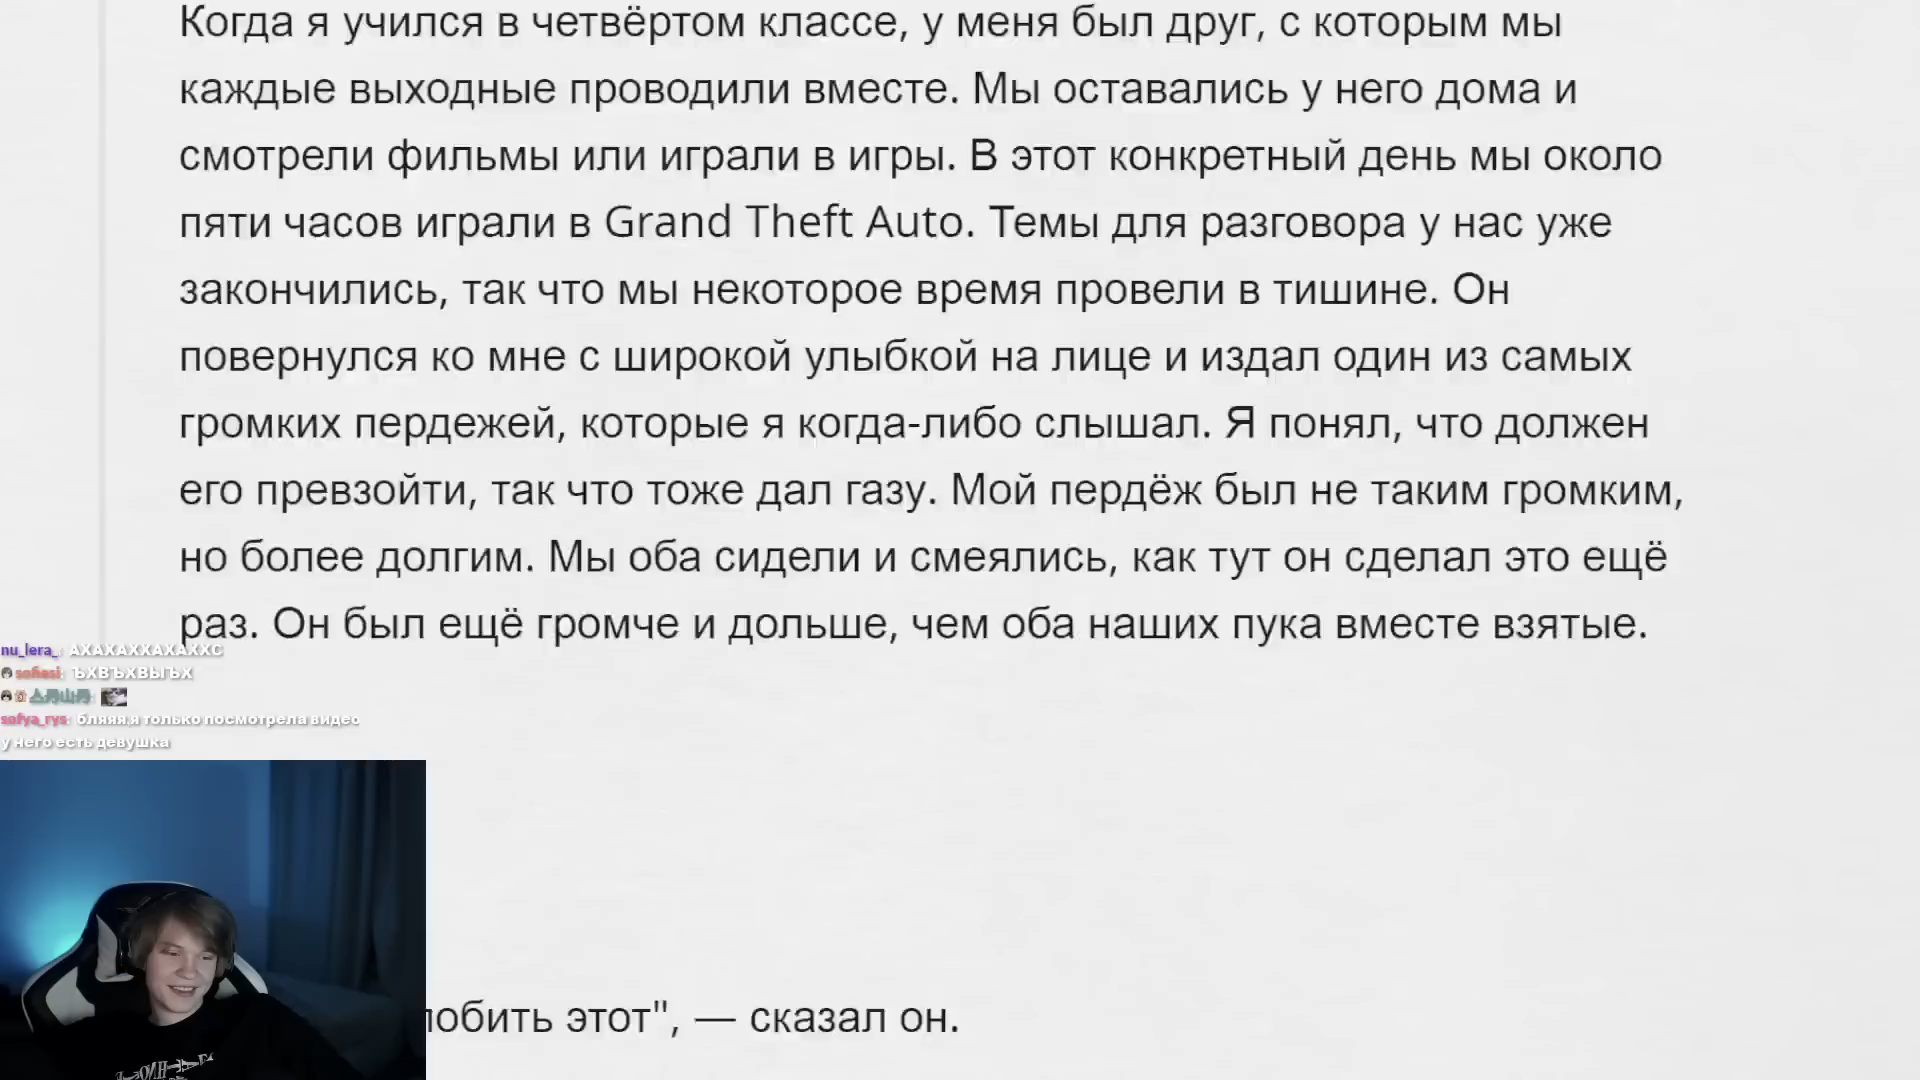 Когда я учился в четвёртом классе, у меня был друг, с которым мы
каждые выходные проводили вместе. Мы оставались у него дома и
смотрели фильмы или играли в игры. В этот конкретный день мы около
пяти часов играли в Grand Theft Auto. Темы для разговора у нас уже
закончились, так что мы некоторое время провели в тишине. Он
повернулся ко мне с широкой улыбкой на лице и издал один из самых
громких пердежей, которые я когда-либо слышал. Я понял, что должен
его превзойти, так что тоже дал газу. Мой пердёж был не таким громким,
но более долгим. Мы оба сидели и смеялись, как тут он сделал это ещё
раз. Он был ещё громче и дольше, чем оба наших пука вместе взятые.
nu_lera_: АХАХАХХАХАХХС
sofiesi: ЪХВЪХВЫЪХ
sofya_rys: бляяя,я только посмотрела видео
у него есть девушка
этот", — сказал он.